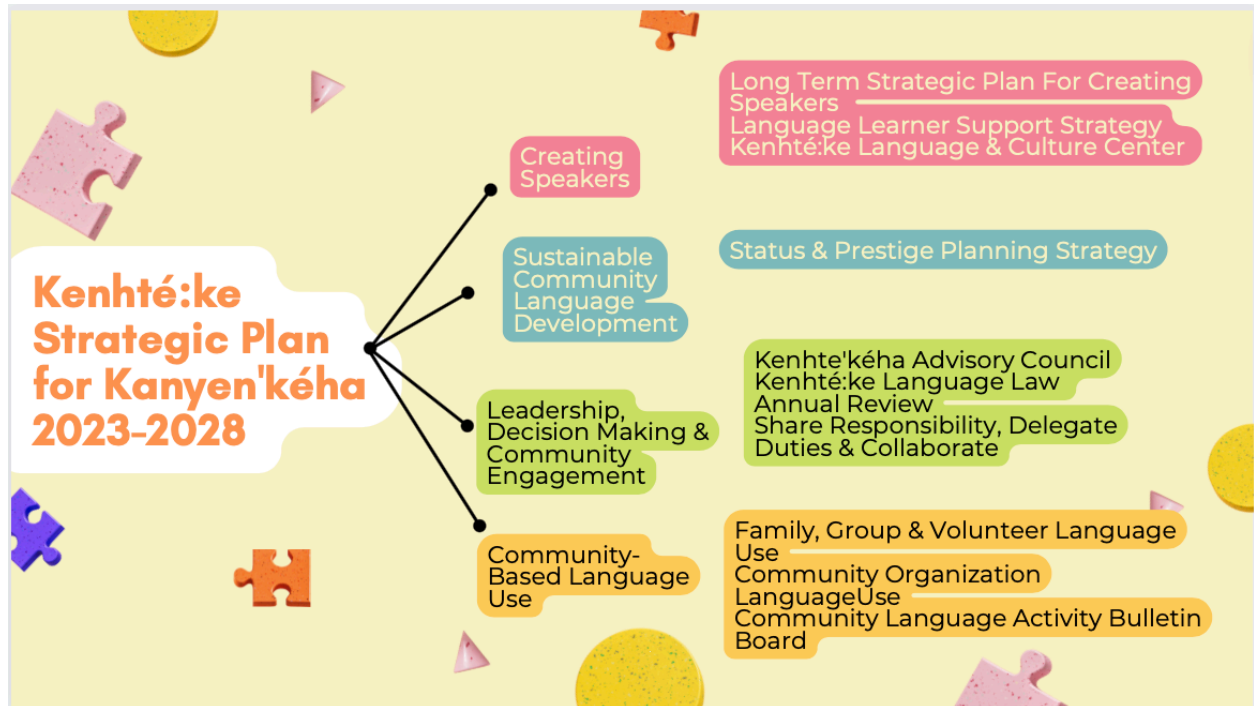 Kenhté:ke
Strategic Plan
for Kanyen'kéha
2023-2028
Creating
Speakers
Long Term Strategic Plan For Creating
Speakers
Language Learner Support Strategy
Kenhté:ke Language & Culture Center
Sustainable
Community
Language
Development
Status & Prestige Planning Strategy
Leadership,
Decision Making &
Community
Engagement
Kenhte'kéha Advisory Council
Kenhté:ke Language Law
Annual Review
Share Responsibility, Delegate
Duties & Collaborate
Community-
Based Language
Use
Family, Group & Volunteer Language
Use
Community Organization
LanguageUse
Community Language Activity Bulletin
Board